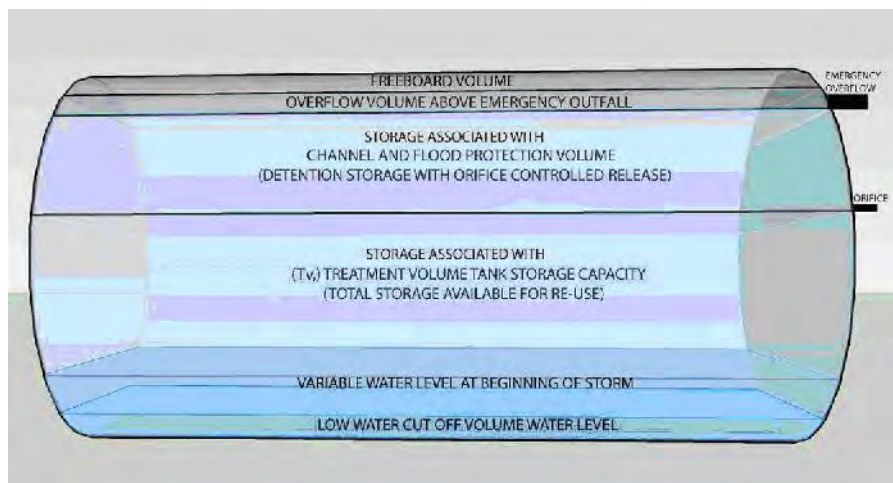 FREEBOARD VOLUME
EMERGENCY
OVERFLOW
OVERFLOW VOLUME ABOVE EMERGENCY OUTFALL
STORAGE ASSOCIATED WITH
CHANNEL AND FLOOD PROTECTION VOLUME
(DETENTION STORAGE WITH ORIFICE CONTROLLED RELEASE)
ORIFICE
STORAGE ASSOCIATED WITH
(Tv,) TREATMENT VOLUME TANK STORAGE CAPACITY
(TOTAL STORAGE AVAILABLE FOR RE-USE)
VARIABLE WATER LEVEL AT BEGINNING OF STORM
LOW WATER CUT OFF VOLUME WATER LEVEL